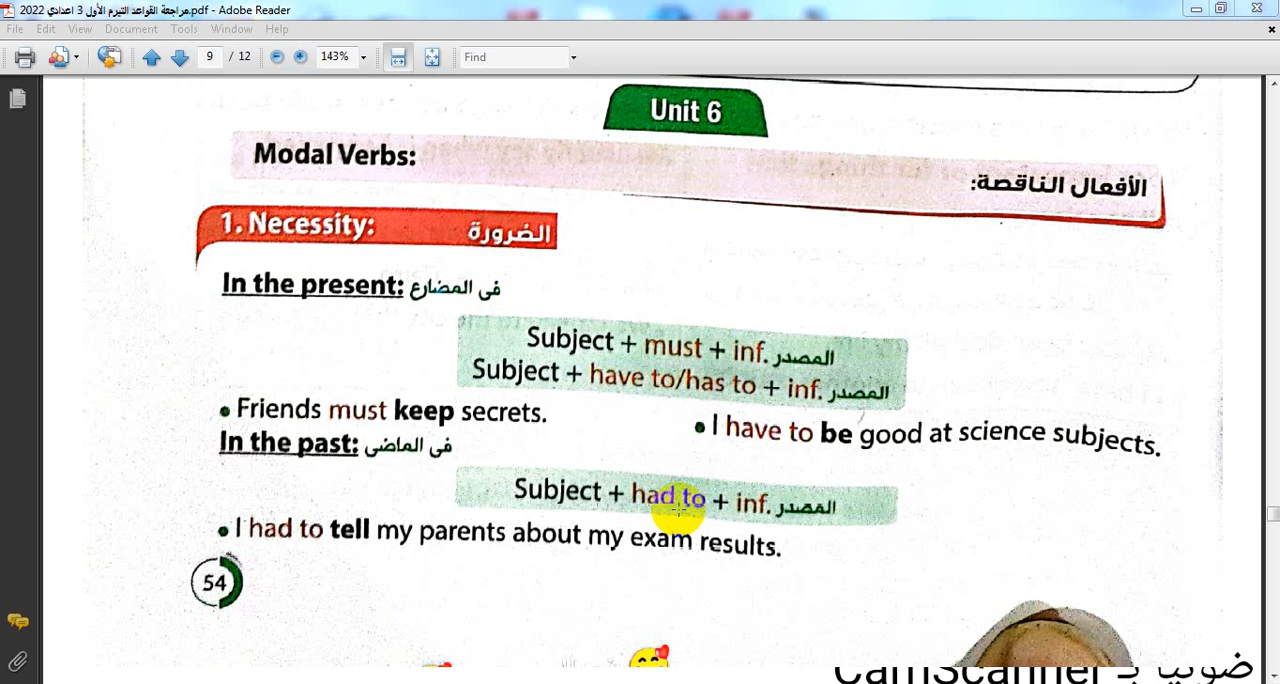 مراجعة القواعد التيرم الأول 3 اعدادي 2022.pdf - Adobe Reader
File Edit View Document Tools Window Help
9 / 12 143% Find
Unit 6
Modal Verbs: الأفعال الناقصة:
1. Necessity: الضرورة
In the present: فى المضارع
Subject + must + inf. المصدر
Subject + have to/has to + inf. المصدر
• Friends must keep secrets. • I have to be good at science subjects.
In the past: فى الماضى
Subject + had to + inf. المصدر
• I had to tell my parents about my exam results.
54
ضوئيا بـ CamScanner